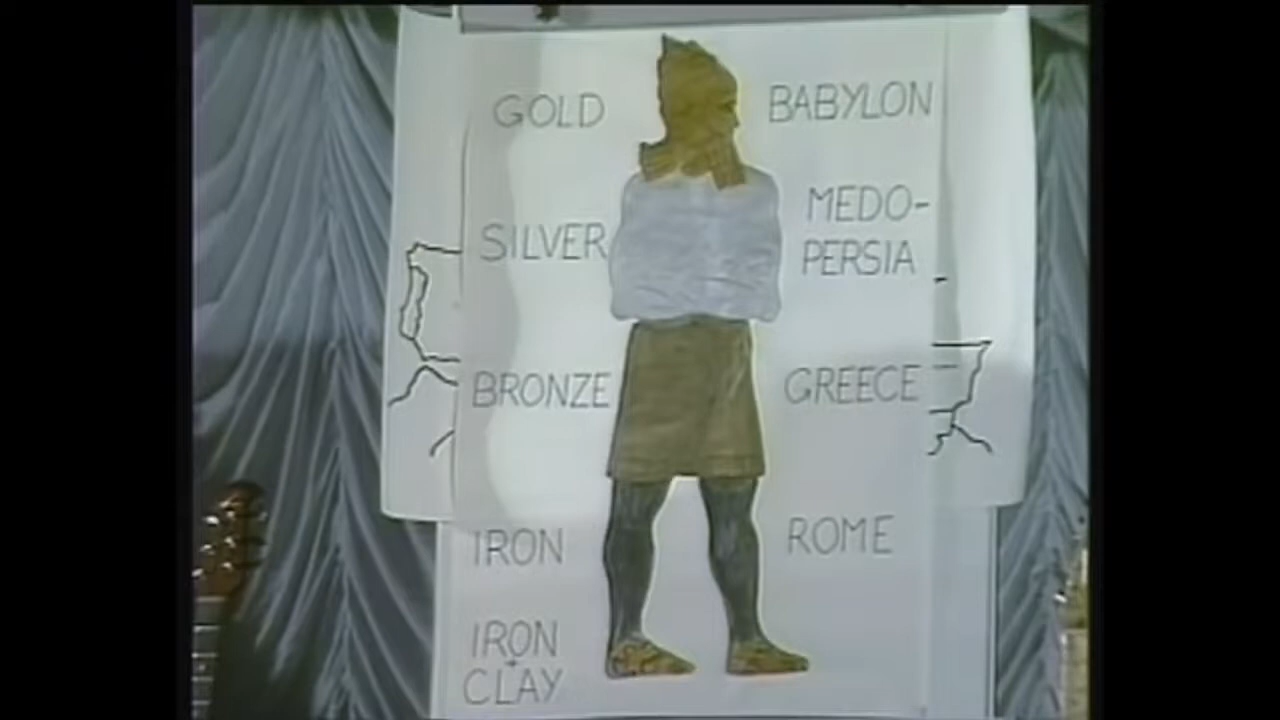 GOLD BABYLON
MEDO-
SILVER PERSIA
BRONZE GREECE
IRON ROME
IRON
+
CLAY